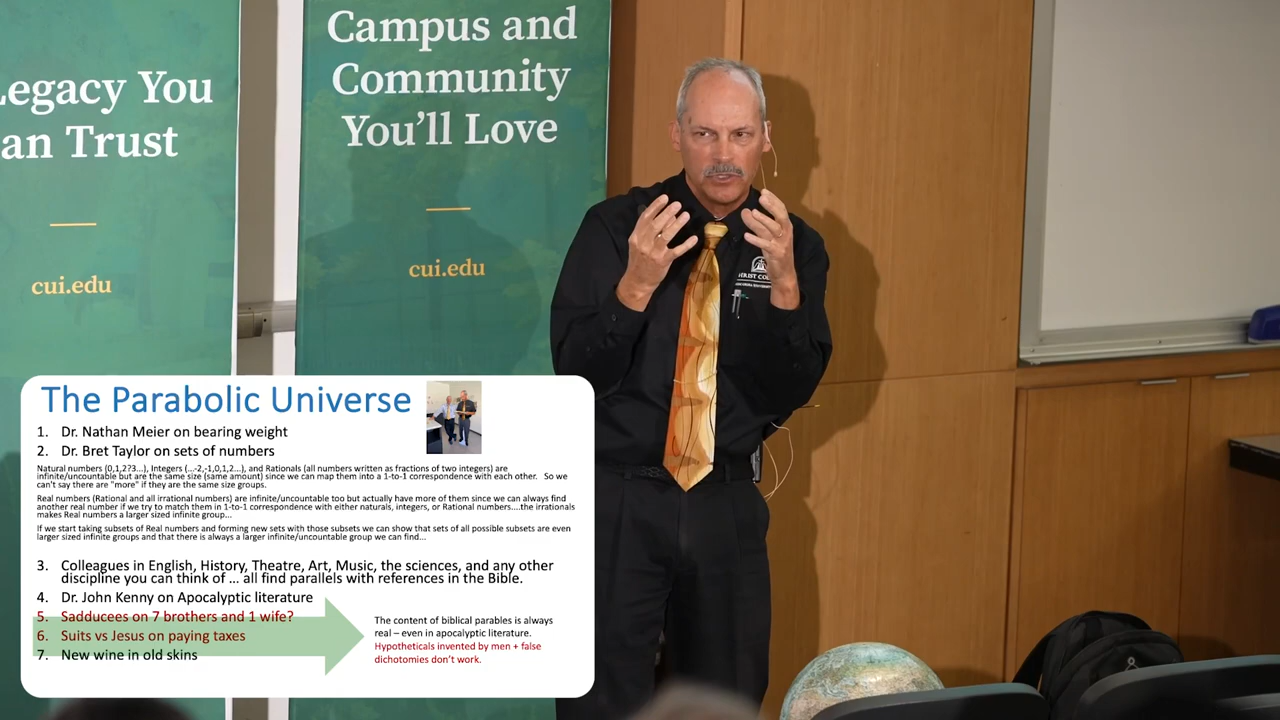 Legacy You
an Trust
cui.edu
Campus and
Community
You'll Love
cui.edu
The Parabolic Universe
1. Dr. Nathan Meier on bearing weight
2. Dr. Bret Taylor on sets of numbers
Natural numbers (0,1,2?3...), Integers (...-2,-1,0,1,2...), and Rationals (all numbers written as fractions of two integers) are
infinite/uncountable but are the same size (same amount) since we can map them into a 1-to-1 correspondence with each other. So we
can't say there are "more" if they are the same size groups.
Real numbers (Rational and all irrational numbers) are infinite/uncountable too but actually have more of them since we can always find
another real number if we try to match them in 1-to-1 correspondence with either naturals, integers, or Rational numbers....the irrationals
makes Real numbers a larger sized infinite group...
If we start taking subsets of Real numbers and forming new sets with those subsets we can show that sets of all possible subsets are even
larger sized infinite groups and that there is always a larger infinite/uncountable group we can find...
3. Colleagues in English, History, Theatre, Art, Music, the sciences, and any other
discipline you can think of ... all find parallels with references in the Bible.
4. Dr. John Kenny on Apocalyptic literature
5. Sadducees on 7 brothers and 1 wife?
6. Suits vs Jesus on paying taxes
7. New wine in old skins
The content of biblical parables is always
real – even in apocalyptic literature.
Hypotheticals invented by men + false
dichotomies don't work.